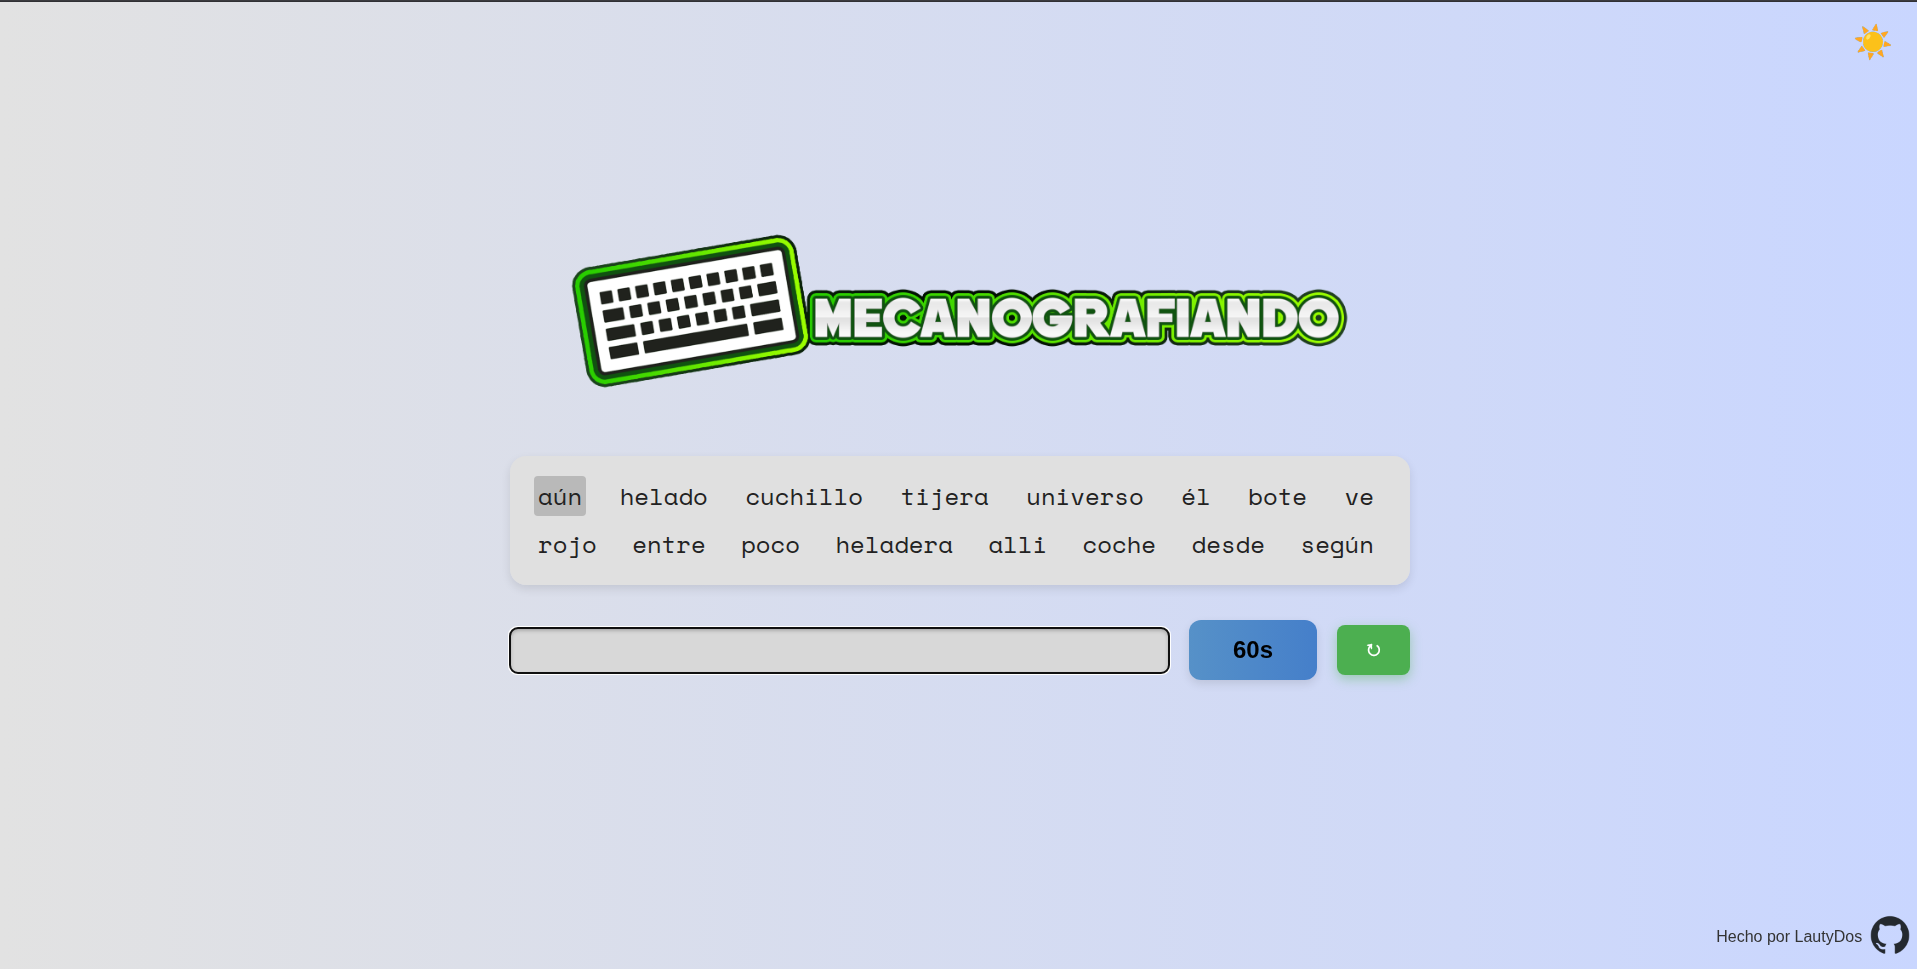 MECANOGRAFIANDO
aún helado cuchillo tijera universo él bote ve
rojo entre poco heladera alli coche desde según
60s ↻
Hecho por LautyDos